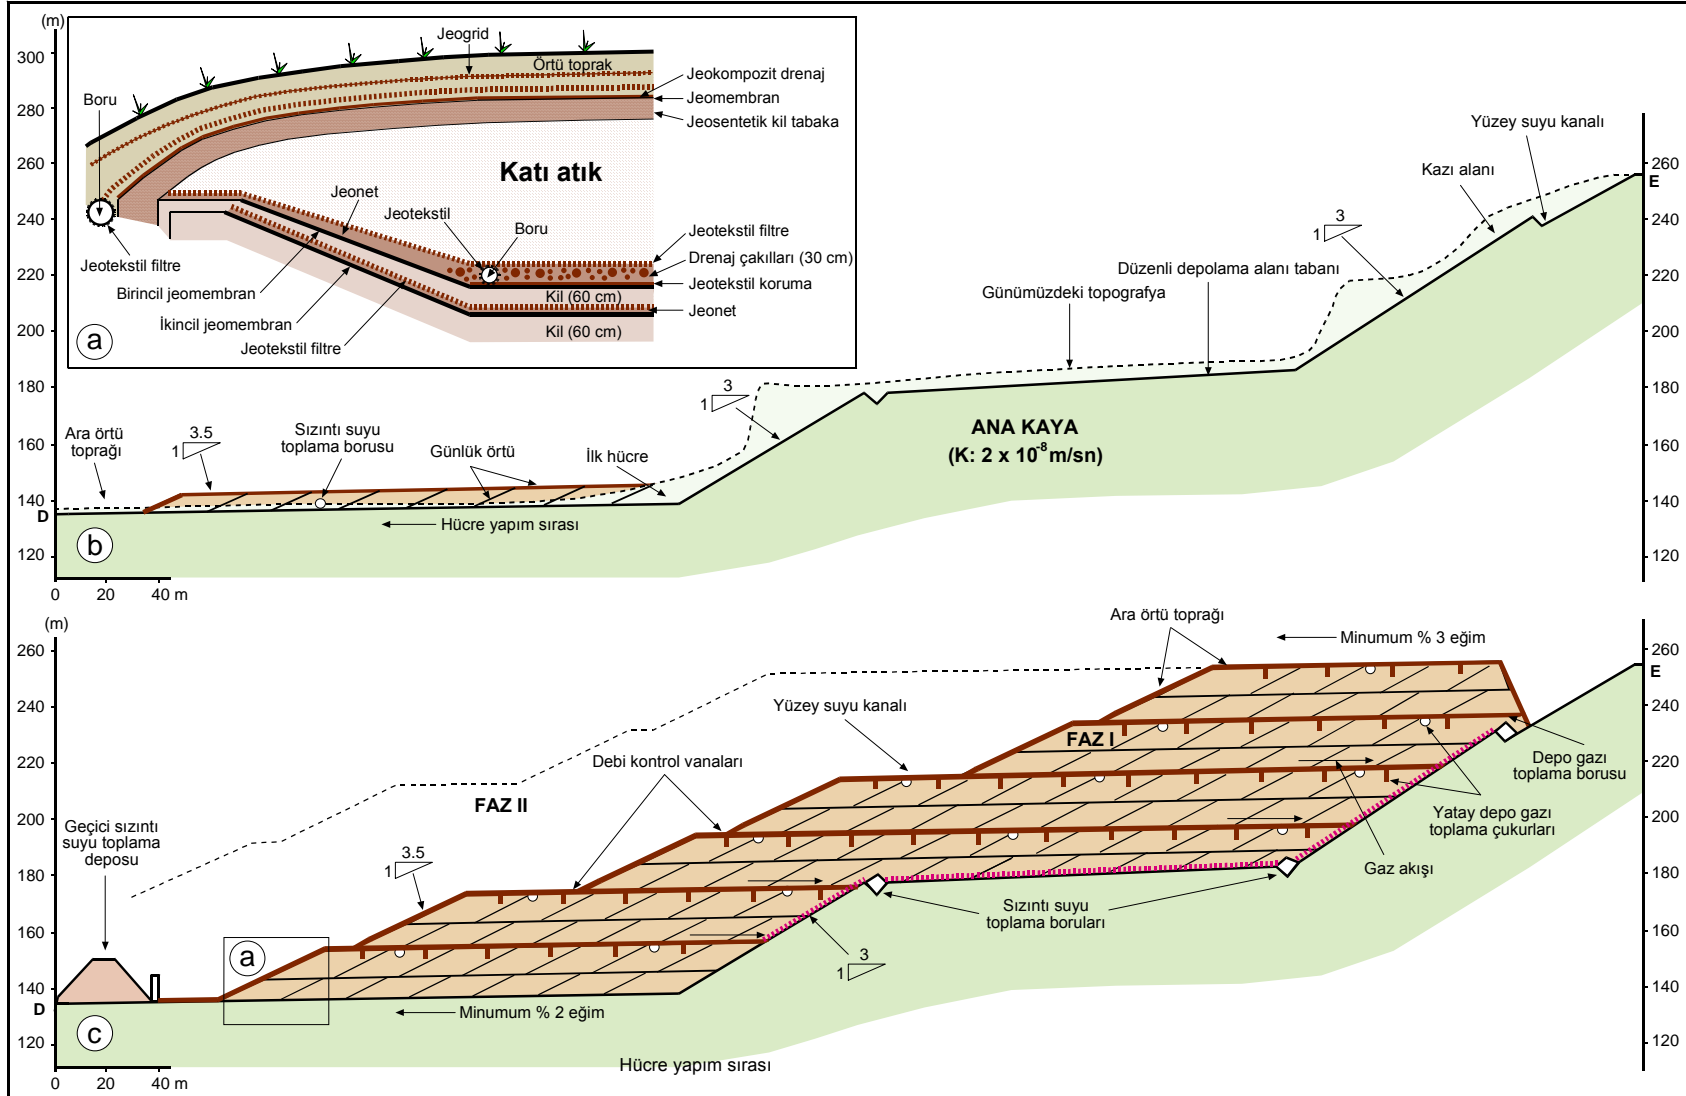 (m)
300
280
260
240
220
200
180
160
140
D
120
0
20
40 m
Jeogrid
Örtü toprak
Boru
Jeokompozit drenaj
Jeomembran
Jeosentetik kil tabaka
Katı atık
Jeonet
Jeotekstil
Boru
Jeotekstil filtre
Drenaj çakılları (30 cm)
Jeotekstil koruma
Jeonet
Jeotekstil filtre
Birincil jeomembran
İkincil jeomembran
Jeotekstil filtre
Kil (60 cm)
Kil (60 cm)
a
Yüzey suyu kanalı
Kazı alanı
3
1
Düzenli depolama alanı tabanı
Günümüzdeki topografya
260
E
240
220
200
180
160
140
120
3
1
ANA KAYA
(K: 2 x 10-8 m/sn)
Ara örtü
toprağı
3.5
1
Sızıntı suyu
toplama borusu
Günlük örtü
İlk hücre
Hücre yapım sırası
b
(m)
260
240
220
200
180
160
140
D
120
0
20
40 m
Ara örtü toprağı
Minumum % 3 eğim
260
E
240
220
200
180
160
140
120
Yüzey suyu kanalı
FAZ I
Debi kontrol vanaları
FAZ II
Depo gazı
toplama borusu
Yatay depo gazı
toplama çukurları
Gaz akışı
Geçici sızıntı
suyu toplama
deposu
3.5
1
Sızıntı suyu
toplama boruları
3
1
a
Minumum % 2 eğim
c
Hücre yapım sırası